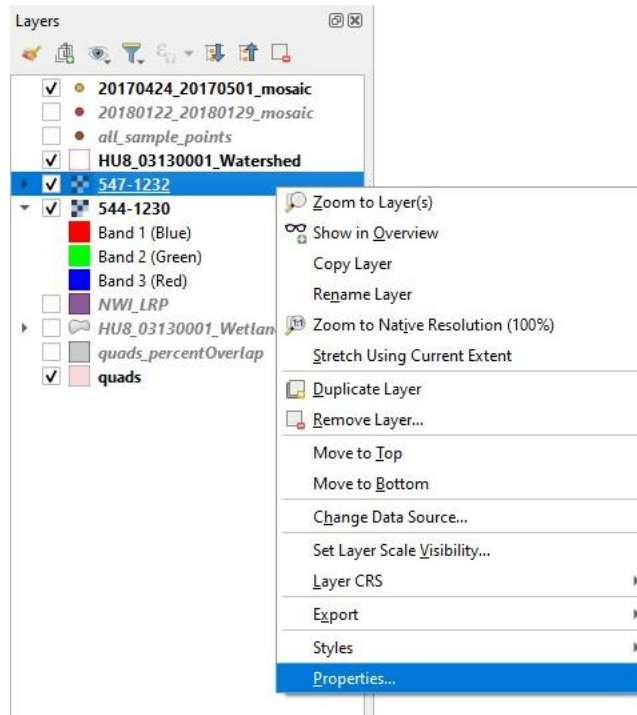 Layers
20170424_20170501_mosaic
20180122_20180129_mosaic
all_sample_points
HU8_03130001_Watershed
547-1232
544-1230
Band 1 (Blue)
Band 2 (Green)
Band 3 (Red)
NWI_LRP
HU8_03130001_Wetlan
quads_percentOverlap
quads
Zoom to Layer(s)
Show in Overview
Copy Layer
Rename Layer
Zoom to Native Resolution (100%)
Stretch Using Current Extent
Duplicate Layer
Remove Layer...
Move to Top
Move to Bottom
Change Data Source...
Set Layer Scale Visibility...
Layer CRS
Export
Styles
Properties...